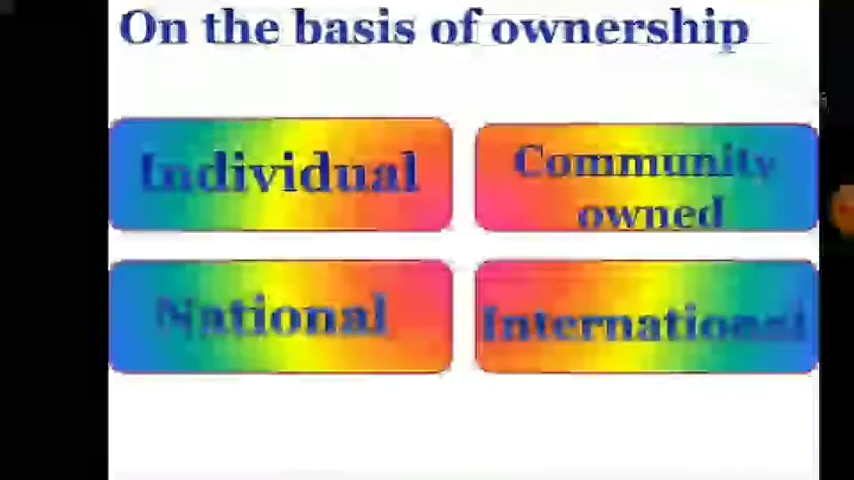 On the basis of ownership
Individual
Community
owned
National
International